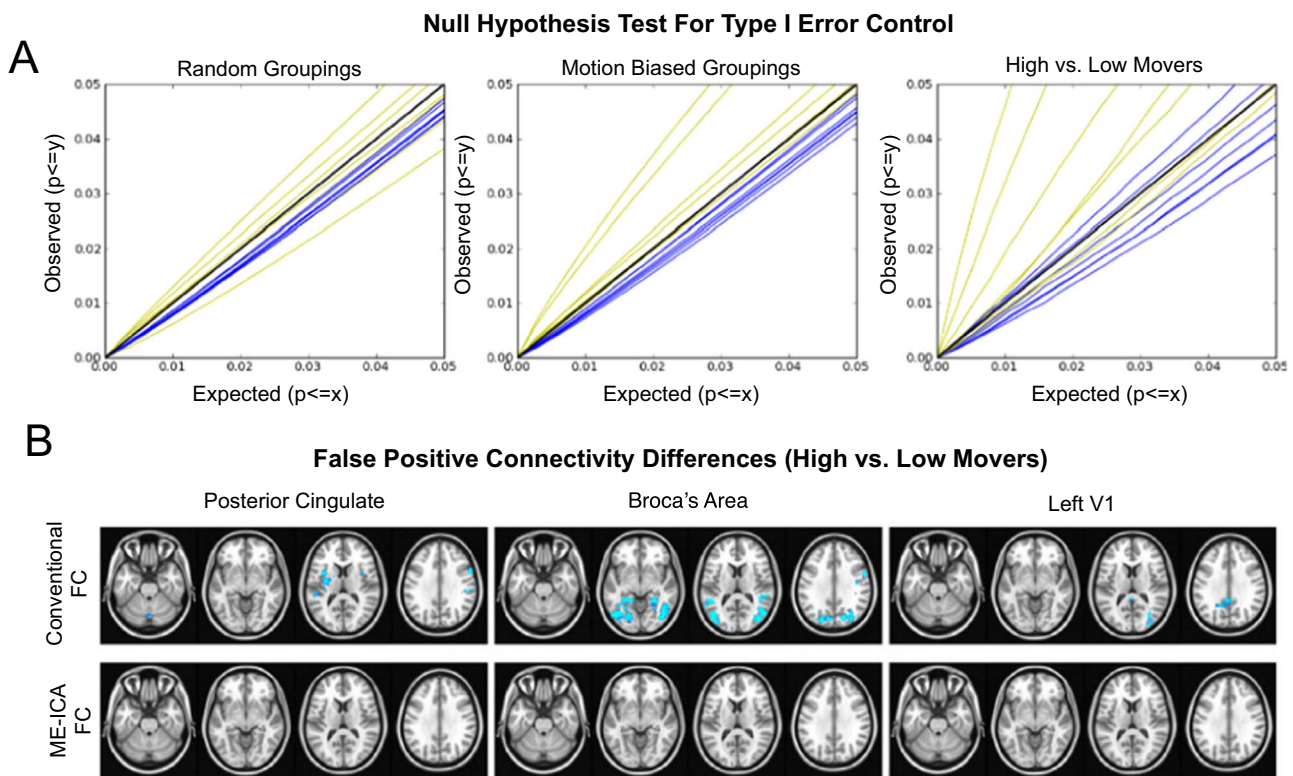 Null Hypothesis Test For Type I Error Control
A
Random Groupings
Motion Biased Groupings
High vs. Low Movers
0.05
0.04
0.03
0.02
0.01
0.00
Observed (p<=y)
0.00 0.01 0.02 0.03 0.04 0.05
Expected (p<=x)
0.05
0.04
0.03
0.02
0.01
0.00
Observed (p<=y)
0.00 0.01 0.02 0.03 0.04 0.05
Expected (p<=x)
0.05
0.04
0.03
0.02
0.01
0.00
Observed (p<=y)
0.00 0.01 0.02 0.03 0.04 0.05
Expected (p<=x)
B
False Positive Connectivity Differences (High vs. Low Movers)
Posterior Cingulate
Broca's Area
Left V1
Conventional
FC
ME-ICA
FC